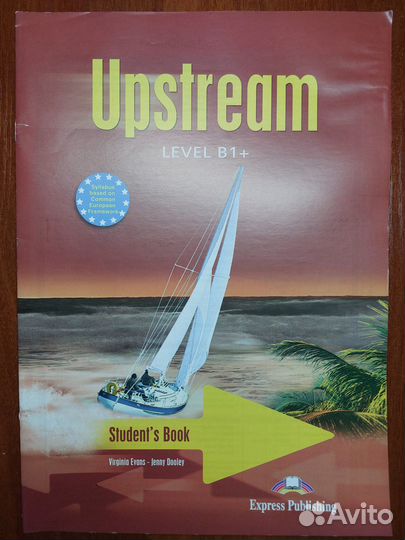 Upstream
LEVEL B1+
Syllabus
based on
Common
European
Framework
Student's Book
Virginia Evans - Jenny Dooley
Express Publishing
Avito